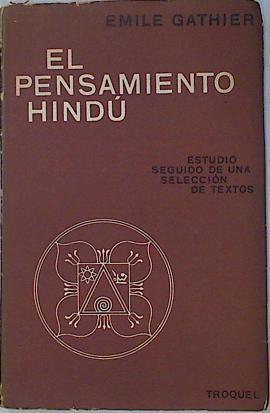 EMILE GATHIER
EL
PENSAMIENTO
HINDÚ
ESTUDIO
SEGUIDO DE UNA
SELECCIÓN
DE TEXTOS
TROQUEL